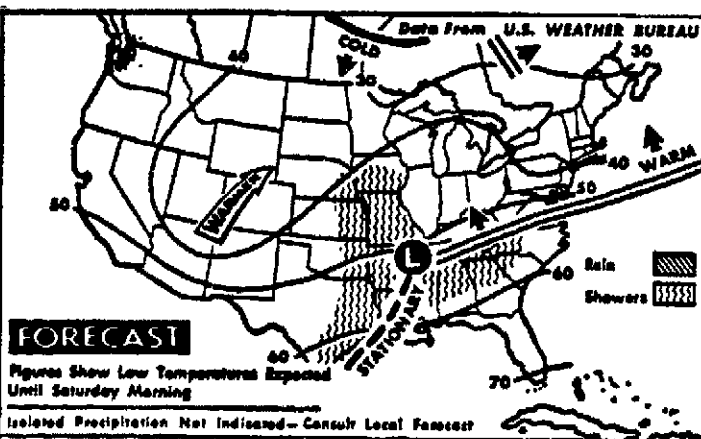 Data From U.S. WEATHER BUREAU
COLD
40
30
30
WARM
40
50
50
WARMER
L
STATIONARY
60
Rain
Showers
60
70
FORECAST
Figures Show Low Temperatures Expected
Until Saturday Morning
Isolated Precipitation Not Indicated—Consult Local Forecast